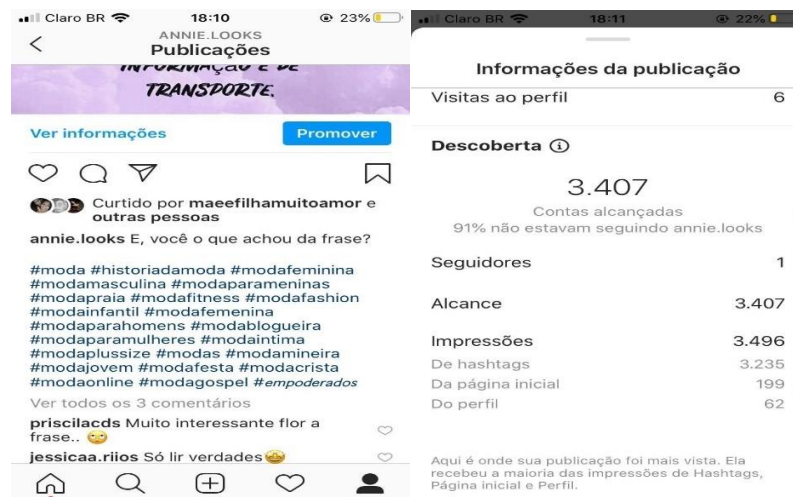 Claro BR 18:10 23%
ANNIE.LOOKS
Publicações
INFORMAÇÃO E DE
TRANSPORTE.
Ver informações Promover
Curtido por maeefilhamuitoamor e
outras pessoas
annie.looks E, você o que achou da frase?
#moda #historiadamoda #modafeminina
#modamasculina #modaparameninas
#modapraia #modafitness #modafashion
#modainfantil #modafemenina
#modaparahomens #modablogueira
#modaparamulheres #modaintima
#modaplussize #modas #modamineira
#modajovem #modafesta #modacrista
#modaonline #modagospel #empoderados
Ver todos os 3 comentários
priscilacds Muito interessante flor a
frase..
jessicaa.riios Só lir verdades
Claro BR 18:11 22%
Informações da publicação
Visitas ao perfil 6
Descoberta
3.407
Contas alcançadas
91% não estavam seguindo annie.looks
Seguidores 1
Alcance 3.407
Impressões 3.496
De hashtags 3.235
Da página inicial 199
Do perfil 62
Aqui é onde sua publicação foi mais vista. Ela
recebeu a maioria das impressões de Hashtags,
Página inicial e Perfil.